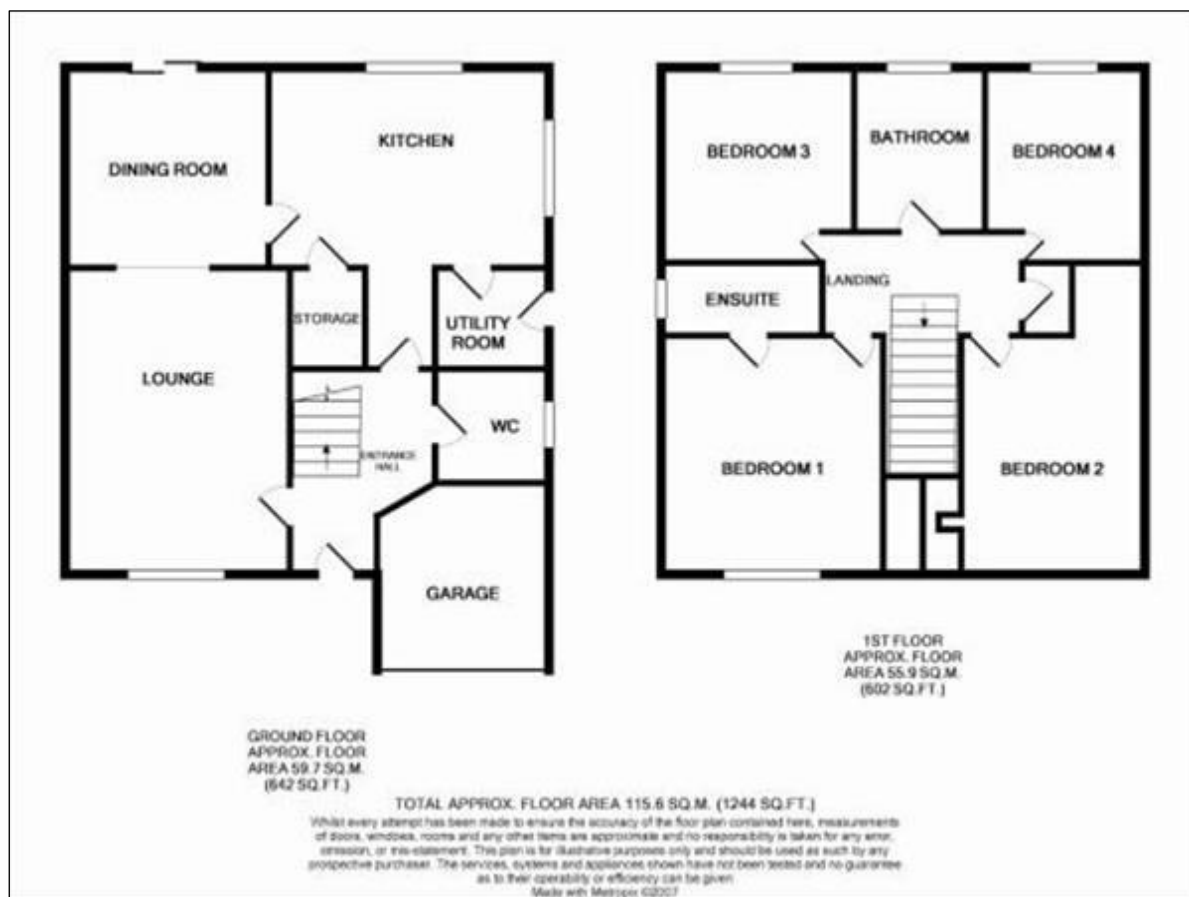 DINING ROOM
KITCHEN
STORAGE
UTILITY
ROOM
LOUNGE
WC
ENTRANCE
HALL
GARAGE
GROUND FLOOR
APPROX. FLOOR
AREA 59.7 SQ.M.
(642 SQ.FT.)
BEDROOM 3
BATHROOM
BEDROOM 4
ENSUITE
LANDING
BEDROOM 1
BEDROOM 2
1ST FLOOR
APPROX. FLOOR
AREA 55.9 SQ.M.
(602 SQ.FT.)
TOTAL APPROX. FLOOR AREA 115.6 SQ.M. (1244 SQ.FT.)
Whilst every attempt has been made to ensure the accuracy of the floor plan contained here, measurements
of doors, windows, rooms and any other items are approximate and no responsibility is taken for any error,
omission, or mis-statement. This plan is for illustrative purposes only and should be used as such by any
prospective purchaser. The services, systems and appliances shown have not been tested and no guarantee
as to their operability or efficiency can be given
Made with Metropix ©2007